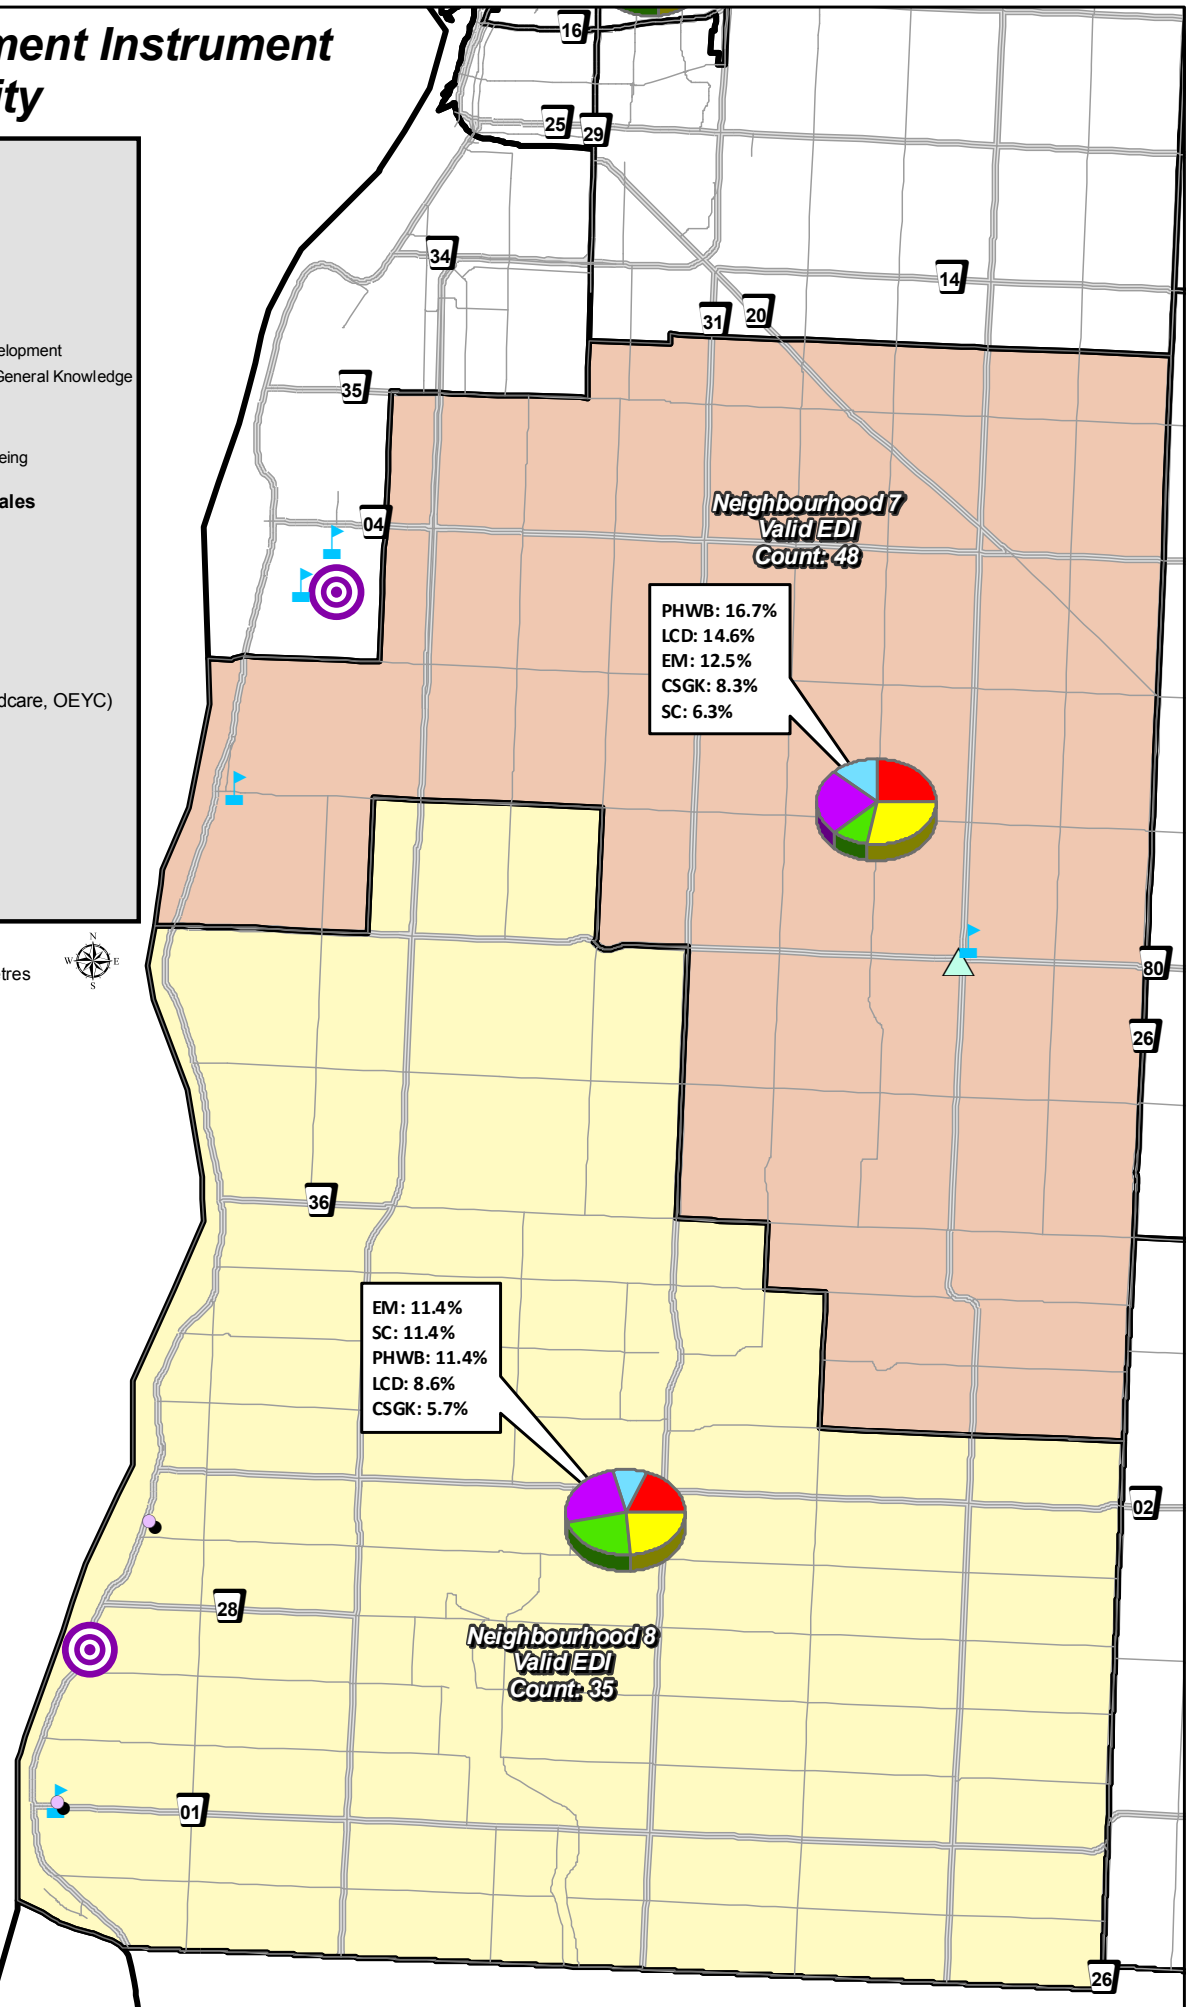 ment Instrument
ity
elopment
General Knowledge
eing
ales
dcare, OEYC)
tres
N
W E
S
16
25
29
34
14
31
20
35
04
Neighbourhood 7
Valid EDI
Count: 48
PHWB: 16.7%
LCD: 14.6%
EM: 12.5%
CSGK: 8.3%
SC: 6.3%
80
26
36
EM: 11.4%
SC: 11.4%
PHWB: 11.4%
LCD: 8.6%
CSGK: 5.7%
02
28
Neighbourhood 8
Valid EDI
Count: 35
01
26